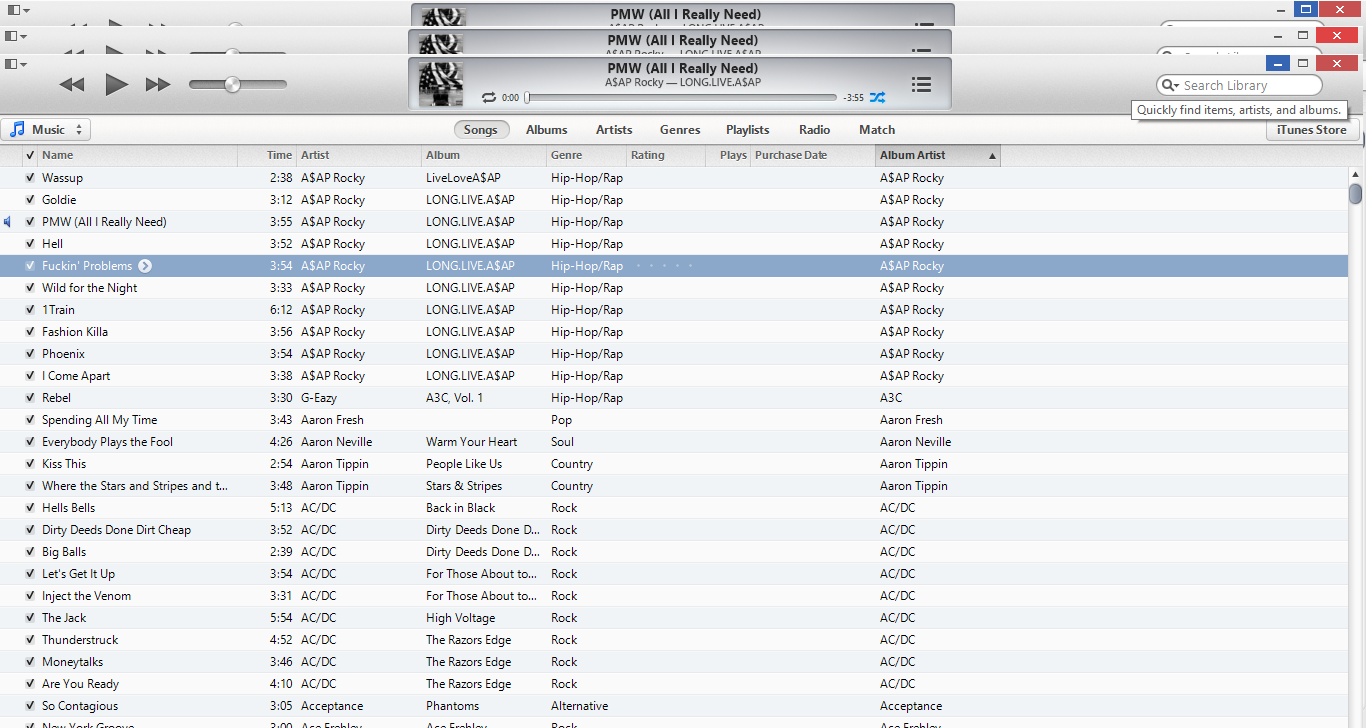 PMW (All I Really Need)
PMW (All I Really Need)
A$AP Rocky — LONG.LIVE.A$AP
PMW (All I Really Need)
A$AP Rocky — LONG.LIVE.A$AP
0:00 -3:55
Search Library
Quickly find items, artists, and albums.
Music Songs Albums Artists Genres Playlists Radio Match iTunes Store
✓ Name Time Artist Album Genre Rating Plays Purchase Date Album Artist
Wassup 2:38 A$AP Rocky LiveLoveA$AP Hip-Hop/Rap A$AP Rocky
Goldie 3:12 A$AP Rocky LONG.LIVE.A$AP Hip-Hop/Rap A$AP Rocky
PMW (All I Really Need) 3:55 A$AP Rocky LONG.LIVE.A$AP Hip-Hop/Rap A$AP Rocky
Hell 3:52 A$AP Rocky LONG.LIVE.A$AP Hip-Hop/Rap A$AP Rocky
Fuckin' Problems 3:54 A$AP Rocky LONG.LIVE.A$AP Hip-Hop/Rap A$AP Rocky
Wild for the Night 3:33 A$AP Rocky LONG.LIVE.A$AP Hip-Hop/Rap A$AP Rocky
1Train 6:12 A$AP Rocky LONG.LIVE.A$AP Hip-Hop/Rap A$AP Rocky
Fashion Killa 3:56 A$AP Rocky LONG.LIVE.A$AP Hip-Hop/Rap A$AP Rocky
Phoenix 3:54 A$AP Rocky LONG.LIVE.A$AP Hip-Hop/Rap A$AP Rocky
I Come Apart 3:38 A$AP Rocky LONG.LIVE.A$AP Hip-Hop/Rap A$AP Rocky
Rebel 3:30 G-Eazy A3C, Vol. 1 Hip-Hop/Rap A3C
Spending All My Time 3:43 Aaron Fresh Pop Aaron Fresh
Everybody Plays the Fool 4:26 Aaron Neville Warm Your Heart Soul Aaron Neville
Kiss This 2:54 Aaron Tippin People Like Us Country Aaron Tippin
Where the Stars and Stripes and t... 3:48 Aaron Tippin Stars & Stripes Country Aaron Tippin
Hells Bells 5:13 AC/DC Back in Black Rock AC/DC
Dirty Deeds Done Dirt Cheap 3:52 AC/DC Dirty Deeds Done D... Rock AC/DC
Big Balls 2:39 AC/DC Dirty Deeds Done D... Rock AC/DC
Let's Get It Up 3:54 AC/DC For Those About to... Rock AC/DC
Inject the Venom 3:31 AC/DC For Those About to... Rock AC/DC
The Jack 5:54 AC/DC High Voltage Rock AC/DC
Thunderstruck 4:52 AC/DC The Razors Edge Rock AC/DC
Moneytalks 3:46 AC/DC The Razors Edge Rock AC/DC
Are You Ready 4:10 AC/DC The Razors Edge Rock AC/DC
So Contagious 3:05 Acceptance Phantoms Alternative Acceptance
New York Groove 3:00 Ace Frehley Ace Frehley Rock Ace Frehley